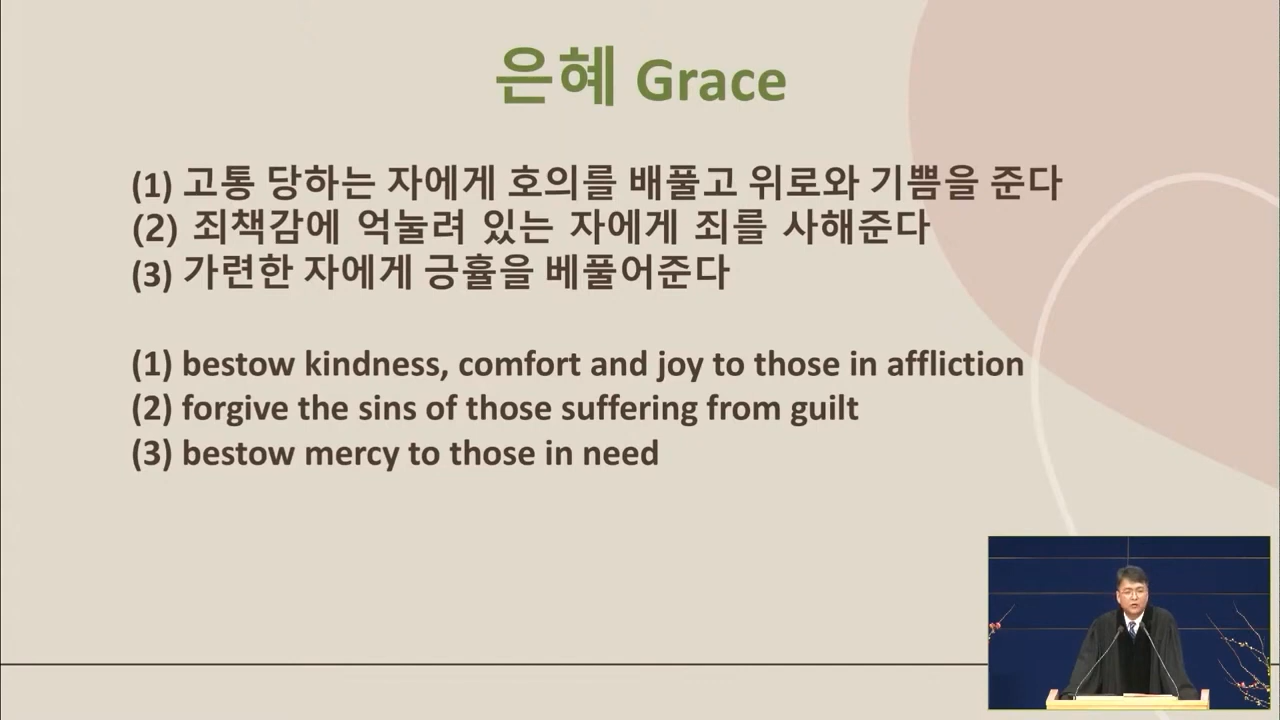 은혜 Grace
(1) 고통 당하는 자에게 호의를 배풀고 위로와 기쁨을 준다
(2) 죄책감에 억눌려 있는 자에게 죄를 사해준다
(3) 가련한 자에게 긍휼을 베풀어준다
(1) bestow kindness, comfort and joy to those in affliction
(2) forgive the sins of those suffering from guilt
(3) bestow mercy to those in need